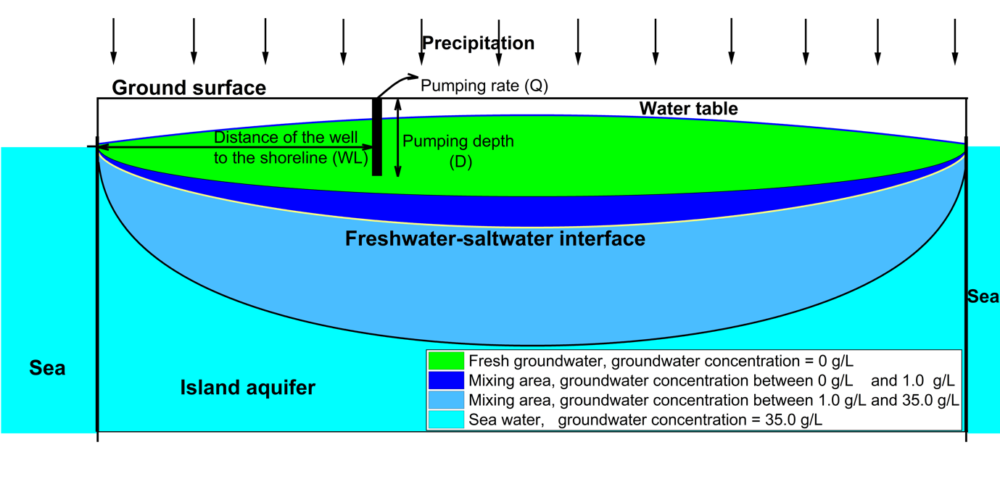 Precipitation
Ground surface
Pumping rate (Q)
Water table
Distance of the well
to the shoreline (WL)
Pumping depth
(D)
Freshwater-saltwater interface
Sea
Sea
Island aquifer
Fresh groundwater, groundwater concentration = 0 g/L
Mixing area, groundwater concentration between 0 g/L and 1.0 g/L
Mixing area, groundwater concentration between 1.0 g/L and 35.0 g/L
Sea water, groundwater concentration = 35.0 g/L